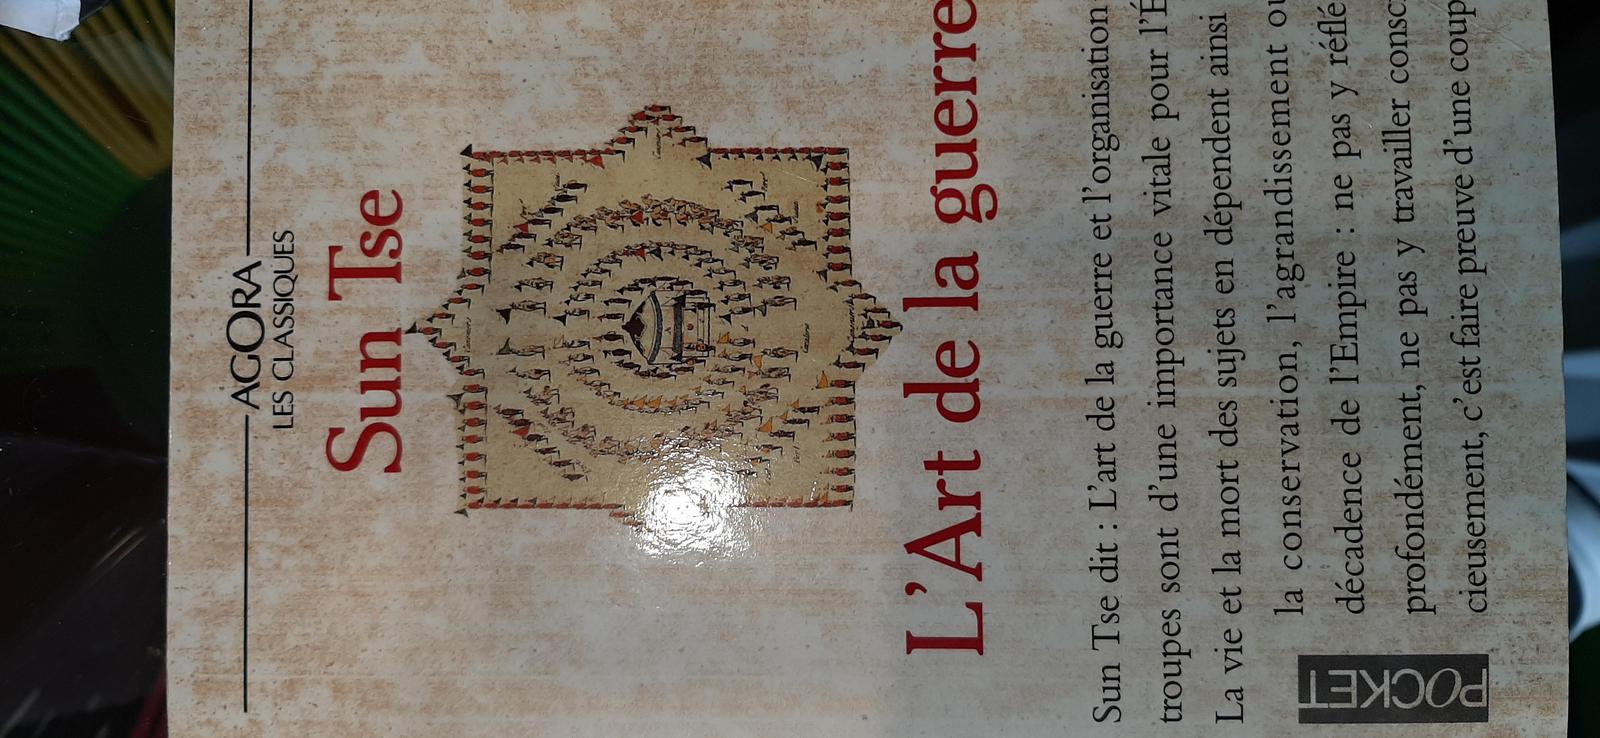 AGORA
LES CLASSIQUES
Sun Tse
L'Art de la guerre
Sun Tse dit : L'art de la guerre et l'organisation
troupes sont d'une importance vitale pour l'É
La vie et la mort des sujets en dépendent ainsi
la conservation, l'agrandissement ou
décadence de l'Empire : ne pas y réflé
profondément, ne pas y travailler consc
cieusement, c'est faire preuve d'une coup
POCKET